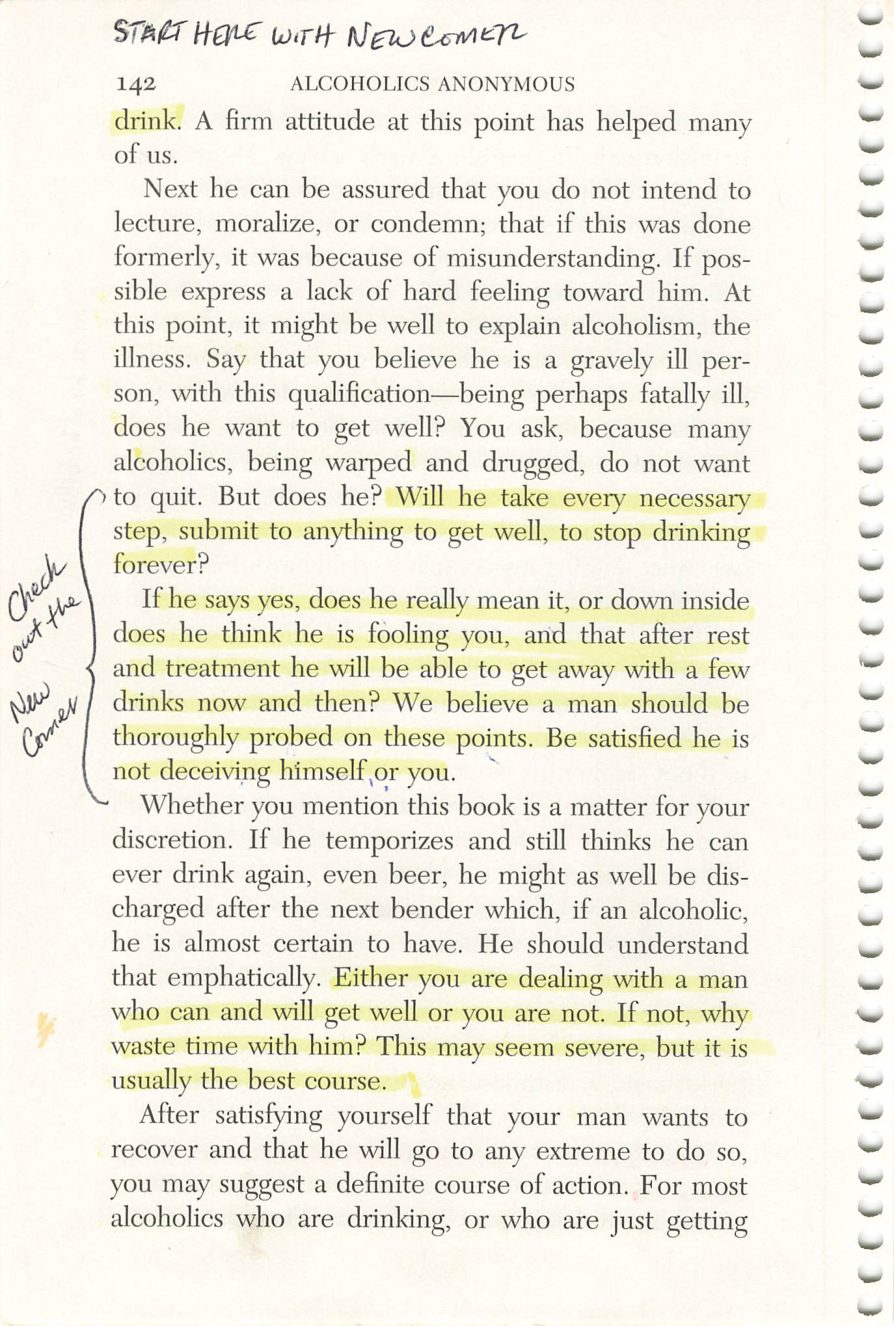 START HERE WITH NEWCOMER
142 ALCOHOLICS ANONYMOUS
drink. A firm attitude at this point has helped many
of us.
Next he can be assured that you do not intend to
lecture, moralize, or condemn; that if this was done
formerly, it was because of misunderstanding. If pos-
sible express a lack of hard feeling toward him. At
this point, it might be well to explain alcoholism, the
illness. Say that you believe he is a gravely ill per-
son, with this qualification—being perhaps fatally ill,
does he want to get well? You ask, because many
alcoholics, being warped and drugged, do not want
to quit. But does he? Will he take every necessary
step, submit to anything to get well, to stop drinking
forever?
If he says yes, does he really mean it, or down inside
does he think he is fooling you, and that after rest
and treatment he will be able to get away with a few
drinks now and then? We believe a man should be
thoroughly probed on these points. Be satisfied he is
not deceiving himself or you.
Check
out the
New
Comer
Whether you mention this book is a matter for your
discretion. If he temporizes and still thinks he can
ever drink again, even beer, he might as well be dis-
charged after the next bender which, if an alcoholic,
he is almost certain to have. He should understand
that emphatically. Either you are dealing with a man
who can and will get well or you are not. If not, why
waste time with him? This may seem severe, but it is
usually the best course.
After satisfying yourself that your man wants to
recover and that he will go to any extreme to do so,
you may suggest a definite course of action. For most
alcoholics who are drinking, or who are just getting